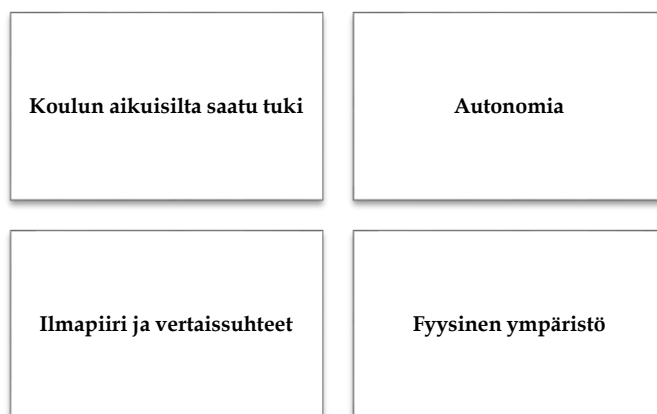 Koulun aikuisilta saatu tuki
Autonomia
Ilmapiiri ja vertaissuhteet
Fyysinen ympäristö